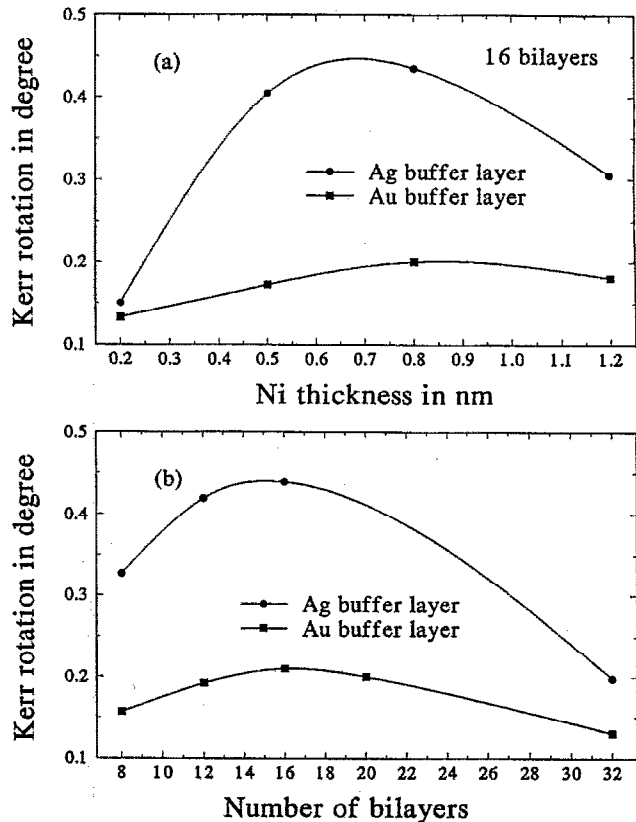 0.5
(a)
16 bilayers
0.4
0.3
Ag buffer layer
Au buffer layer
0.2
0.1
Kerr rotation in degree
0.2 0.3 0.4 0.5 0.6 0.7 0.8 0.9 1.0 1.1 1.2
Ni thickness in nm
0.5
(b)
0.4
0.3
Ag buffer layer
Au buffer layer
0.2
0.1
Kerr rotation in degree
8 10 12 14 16 18 20 22 24 26 28 30 32
Number of bilayers